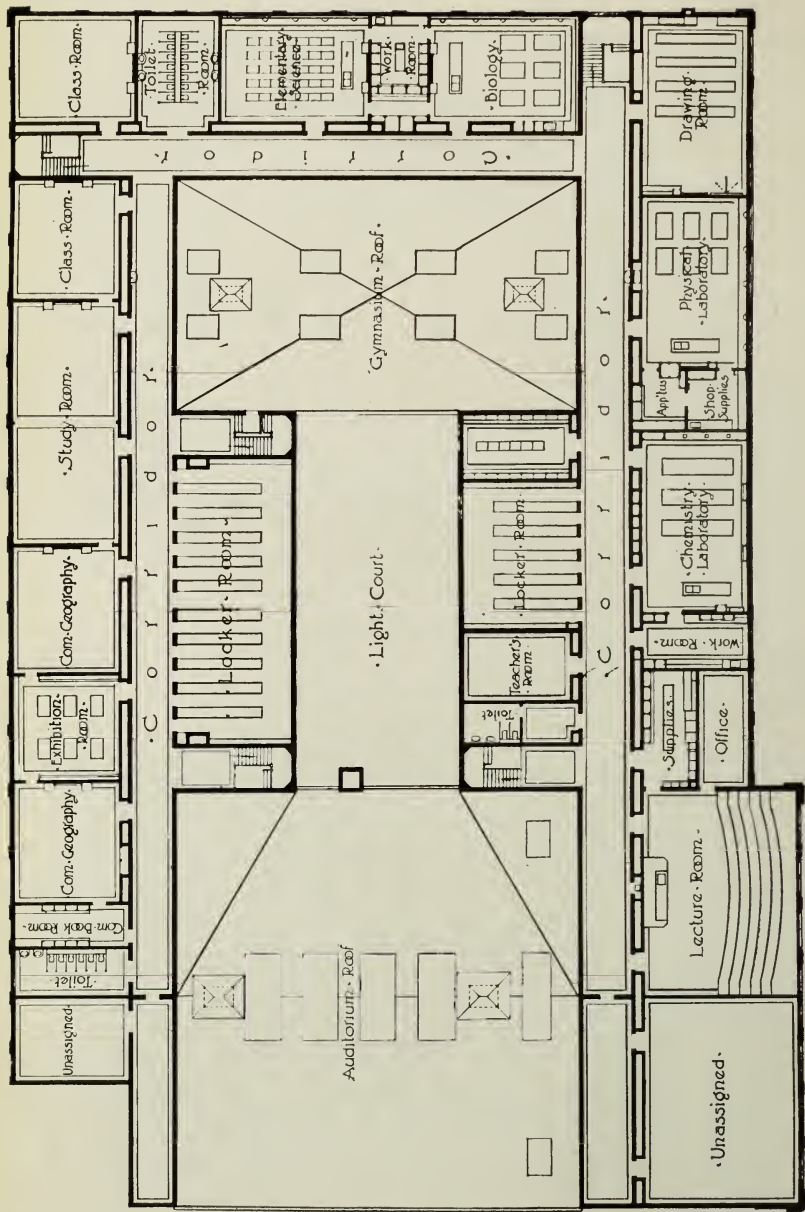 ·Class·Room·
·Toilet·
Room·
·Elementary·
Science·
·Work·
Room·
·Biology·
·Corridor·
Drawing·
Room·
·Class·Room·
·Study·Room·
·Com·Geography·
·Exhibition·
Room·
·Com·Geography·
·Com·Book Room·
·Toilet·
·Unassigned·
·Corridor·
·Gymnasium·Roof·
·Locker·Room·
·Light·Court·
·Locker·Room·
Teacher's·
Room·
·Toilet·
Auditorium·Roof
·Corridor·
Physical·
·Laboratory·
App'tus
Shop·
Supplies
·Chemistry·
·Laboratory·
·Work·Room·
·Supplies·
·Office·
Lecture·Room·
·Unassigned·